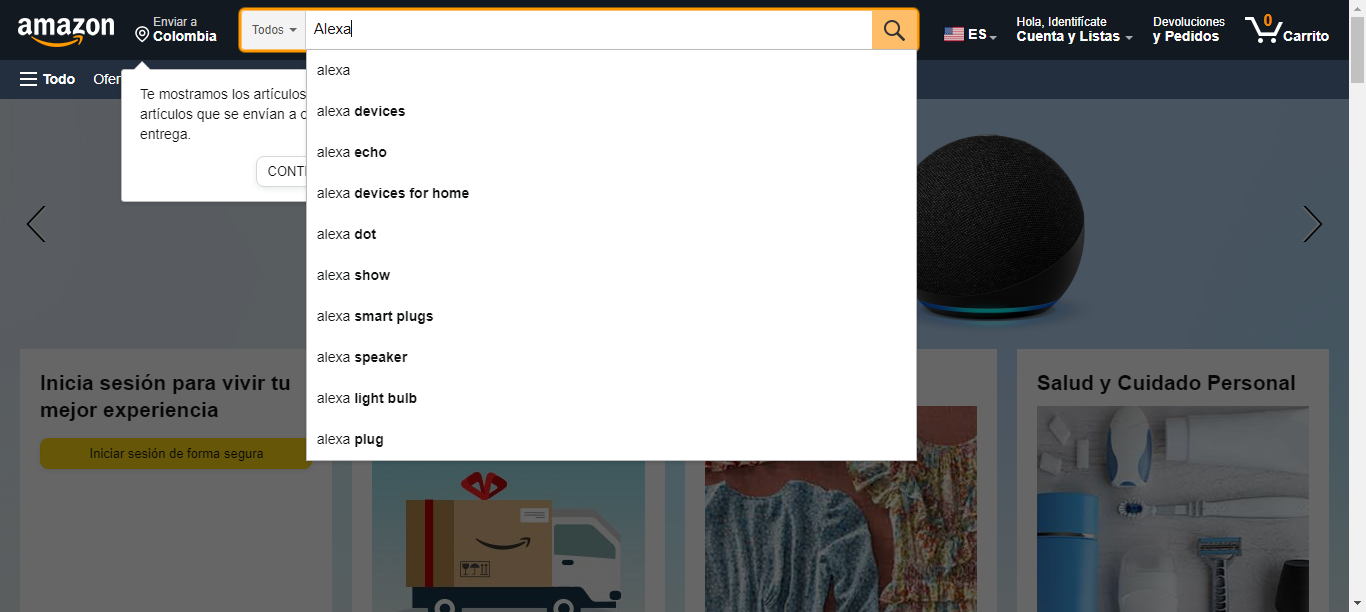 amazon
Enviar a
Colombia
Todos
Alexa
ES
Hola, Identifícate
Cuenta y Listas
Devoluciones
y Pedidos
0
Carrito
Todo
Ofer
Te mostramos los artículos
artículos que se envían a
entrega.
CONTI
alexa
alexa devices
alexa echo
alexa devices for home
alexa dot
alexa show
alexa smart plugs
alexa speaker
alexa light bulb
alexa plug
Inicia sesión para vivir tu
mejor experiencia
Iniciar sesión de forma segura
Salud y Cuidado Personal